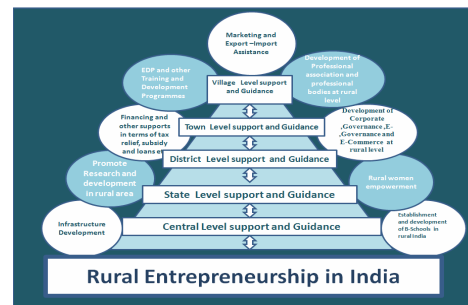 Marketing and
Export –Import
Assistance
EDP and other
Training and
Development
Programmes
Village Level support
and Guidance
Development of
Professional
association and
professional
bodies at rural
level
Financing and
other supports
in terms of tax
relief, subsidy
and loans et
Town Level support and Guidance
Development of
Corporate
,Governance ,E-
,Governance and
E-Commerce at
rural level
District Level support and Guidance
Promote
Research and
development
in rural area
State Level support and Guidance
Rural women
empowerment
Infrastructure
Development
Central Level support and Guidance
Establishment
and development
of B-Schools in
rural India
Rural Entrepreneurship in India